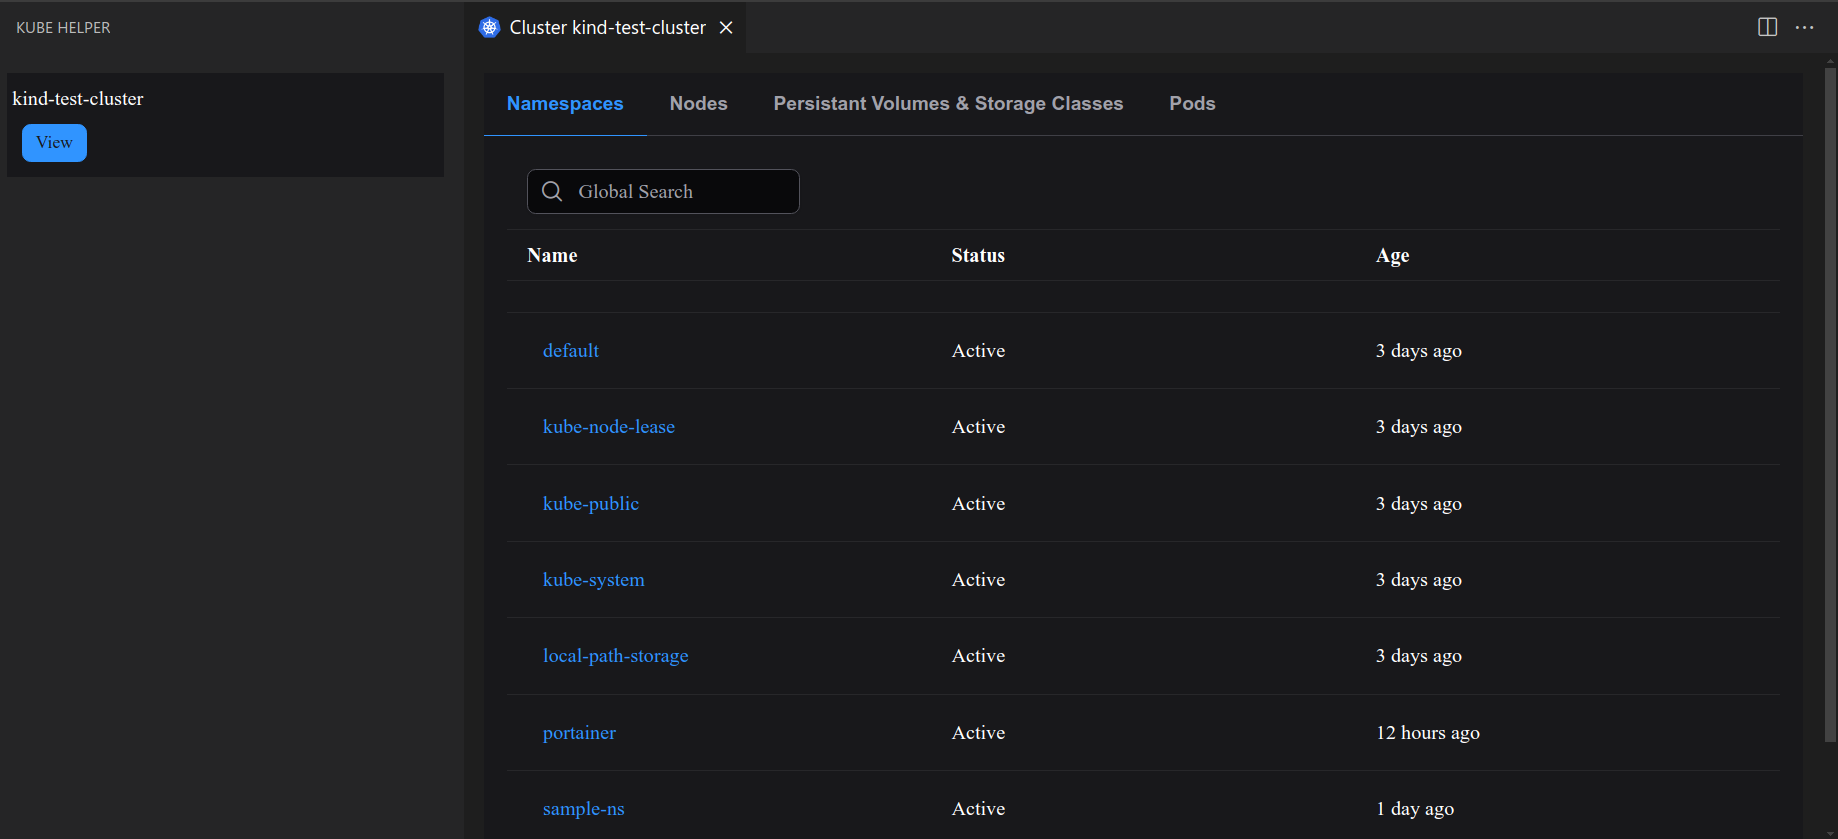 KUBE HELPER
kind-test-cluster
View
Cluster kind-test-cluster
Namespaces Nodes Persistant Volumes & Storage Classes Pods
Global Search
Name Status Age
default Active 3 days ago
kube-node-lease Active 3 days ago
kube-public Active 3 days ago
kube-system Active 3 days ago
local-path-storage Active 3 days ago
portainer Active 12 hours ago
sample-ns Active 1 day ago